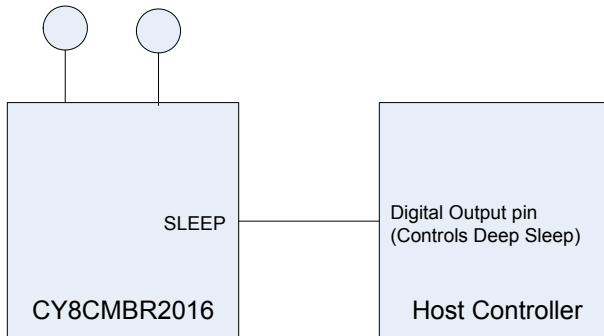 SLEEP
Digital Output pin
(Controls Deep Sleep)
CY8CMBR2016
Host Controller